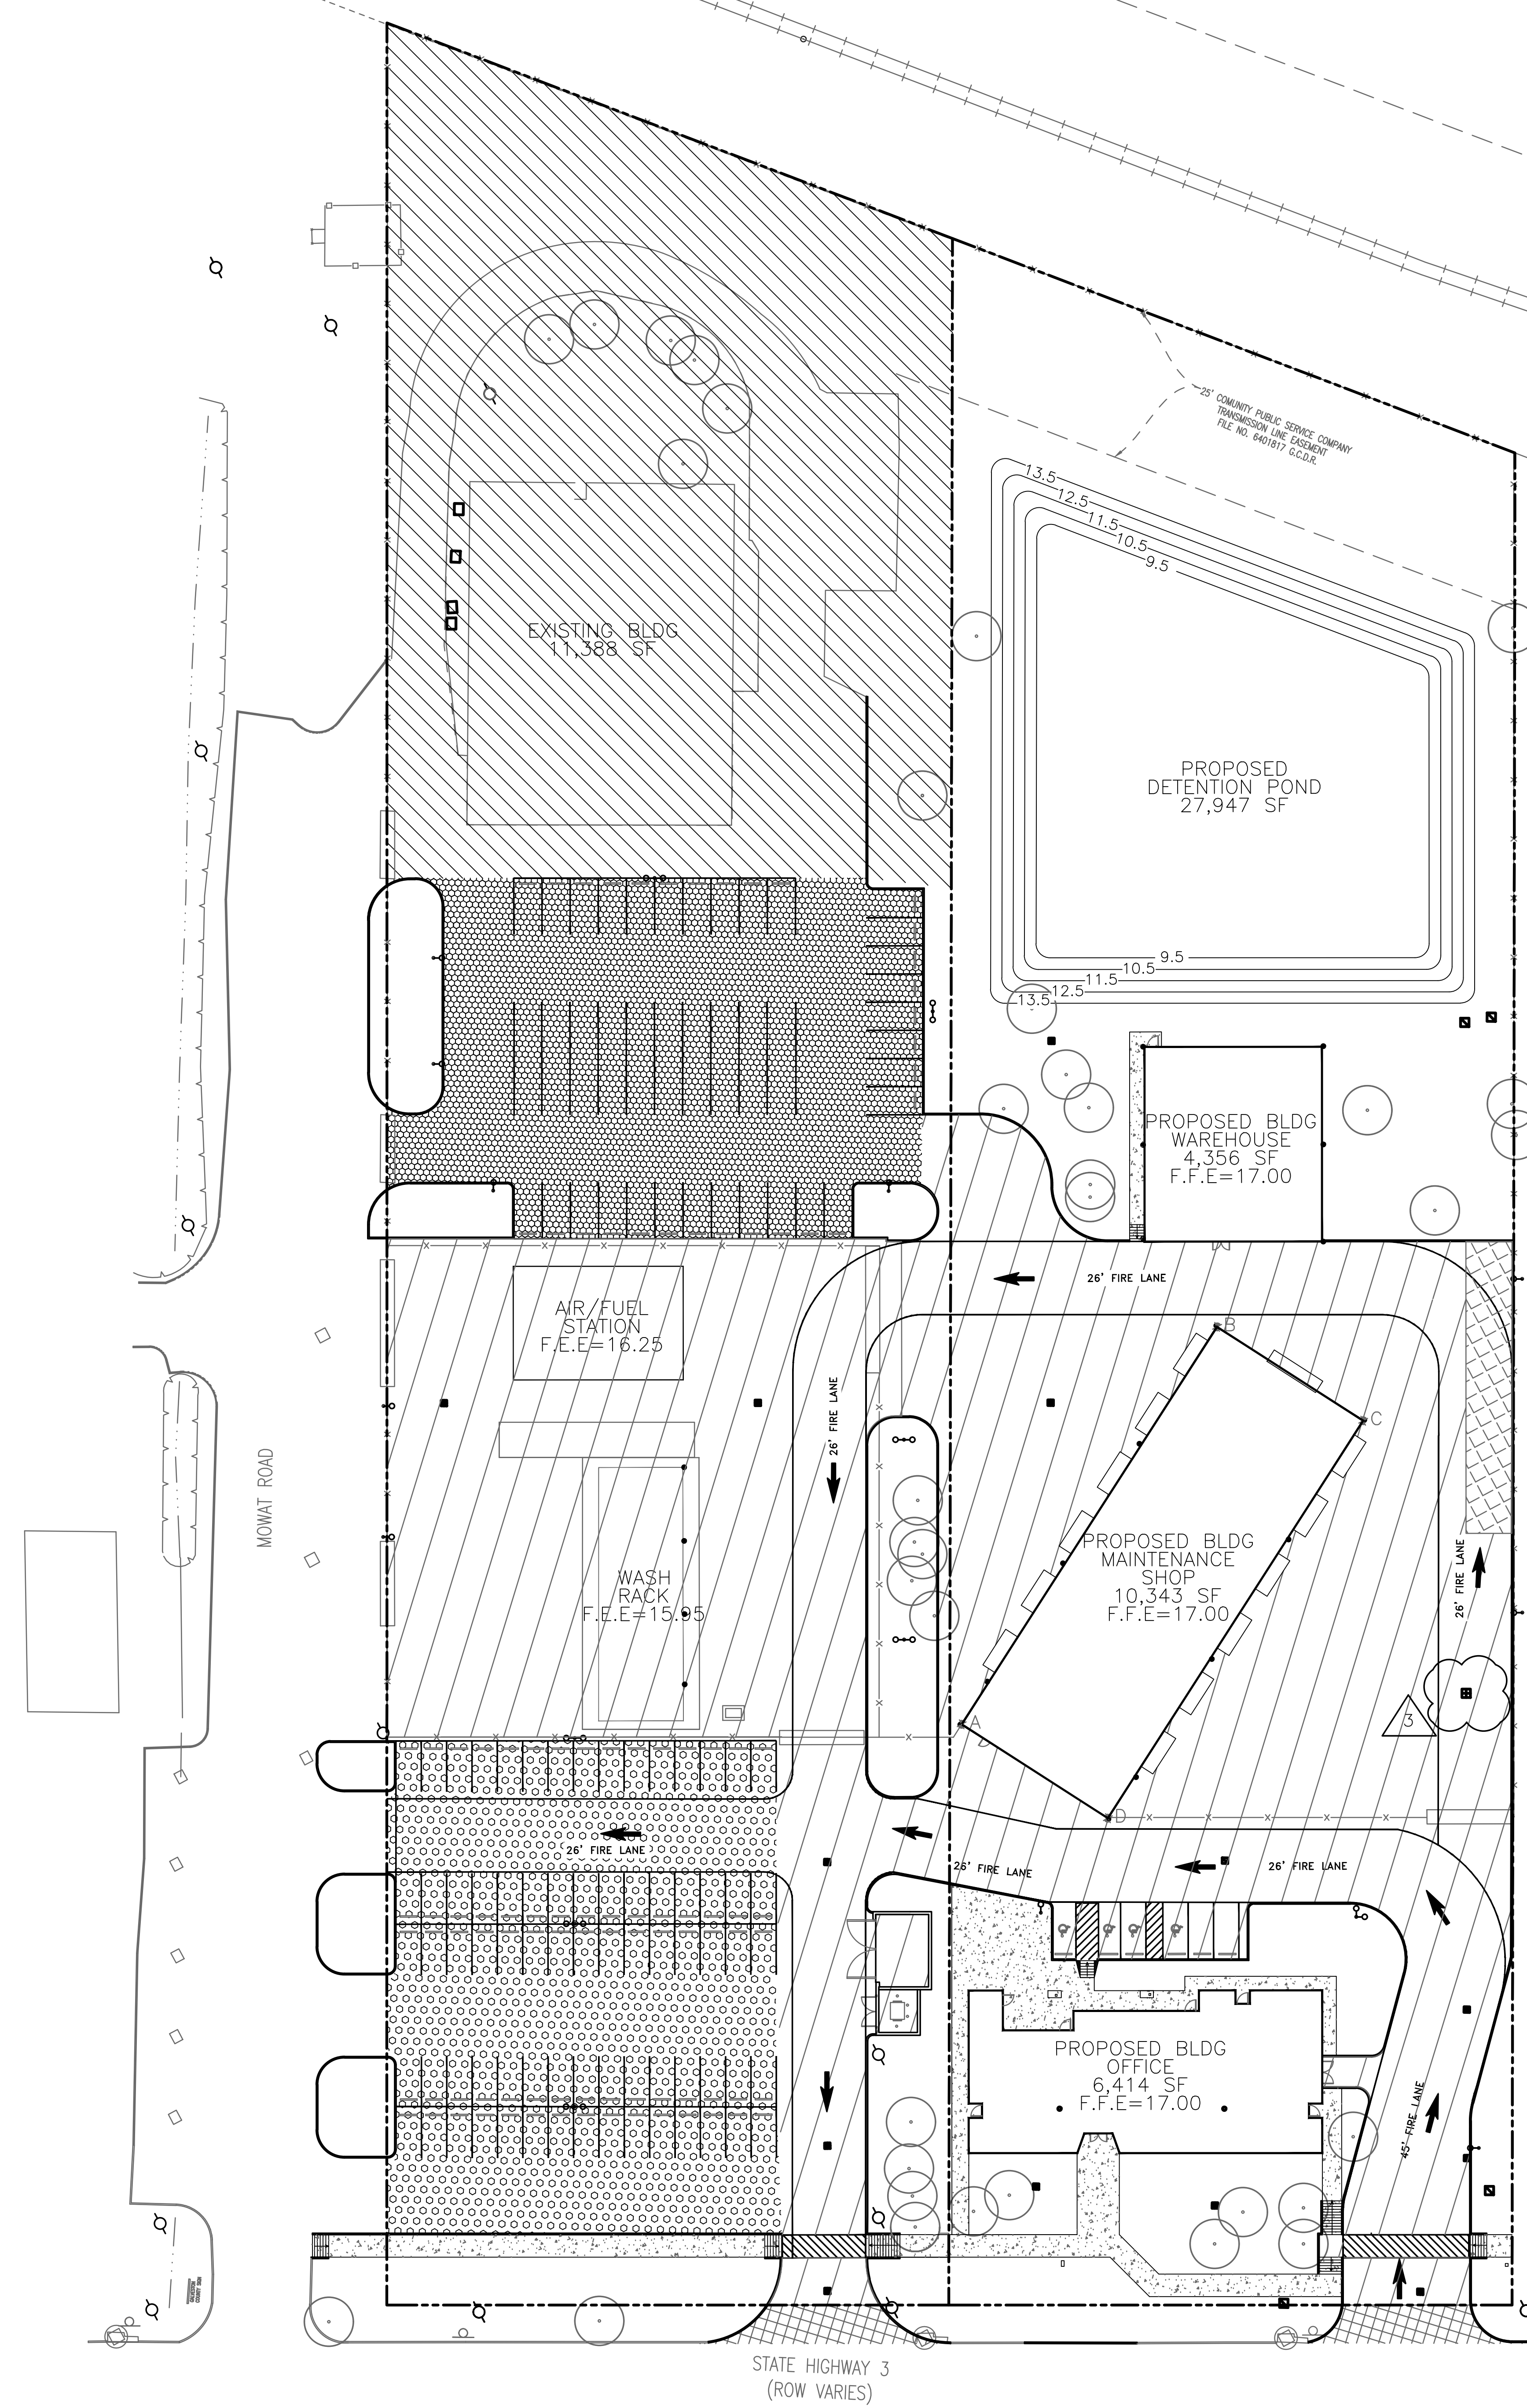 25' COMUNITY PUBLIC SERVICE COMPANY
TRANSMISSION LINE EASEMENT
FILE NO. 6401817 G.C.D.R.
13.5
12.5
11.5
10.5
9.5
EXISTING BLDG
11,388 SF
PROPOSED
DETENTION POND
27,947 SF
9.5
10.5
11.5
12.5
13.5
PROPOSED BLDG
WAREHOUSE
4,356 SF
F.F.E=17.00
26' FIRE LANE
AIR/FUEL
STATION
F.E.E=16.25
B
C
26' FIRE LANE
MOWAT ROAD
PROPOSED BLDG
MAINTENANCE
SHOP
10,343 SF
F.F.E=17.00
26' FIRE LANE
WASH
RACK
F.E.E=15.95
A
3
D
26' FIRE LANE
26' FIRE LANE
26' FIRE LANE
PROPOSED BLDG
OFFICE
6,414 SF
F.F.E=17.00
45' FIRE LANE
STATE HIGHWAY 3
(ROW VARIES)